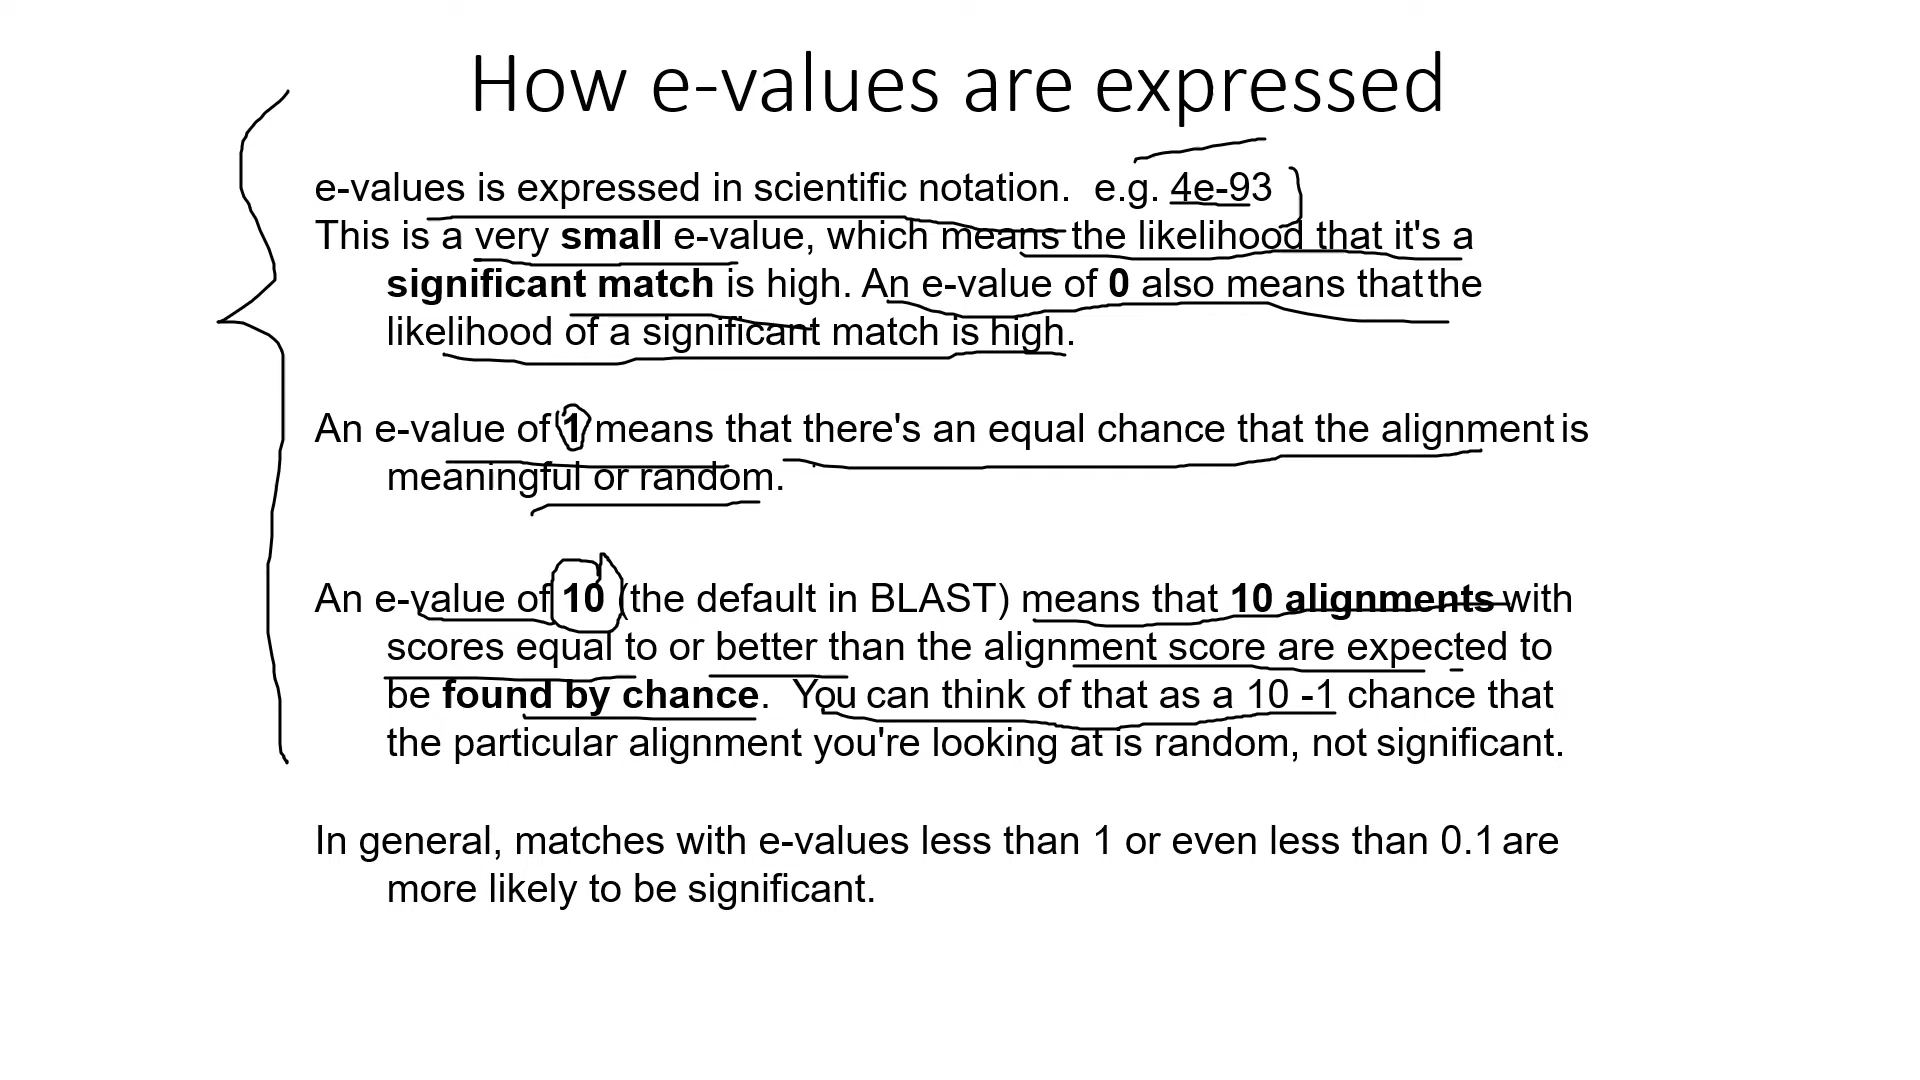 How e-values are expressed
e-values is expressed in scientific notation.  e.g. 4e-93
This is a very small e-value, which means the likelihood that it's a
significant match is high. An e-value of 0 also means that the
likelihood of a significant match is high.
An e-value of 1 means that there's an equal chance that the alignment is
meaningful or random.
An e-value of 10 (the default in BLAST) means that 10 alignments with
scores equal to or better than the alignment score are expected to
be found by chance.  You can think of that as a 10 -1 chance that
the particular alignment you're looking at is random, not significant.
In general, matches with e-values less than 1 or even less than 0.1 are
more likely to be significant.